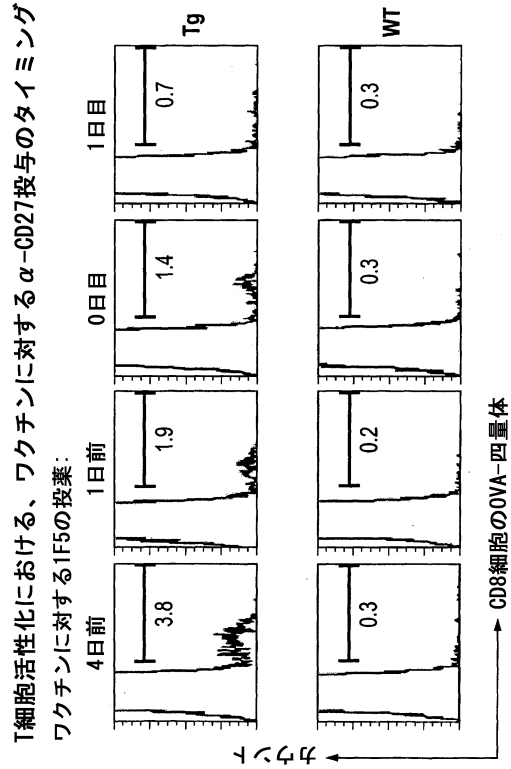 T細胞活性化における、ワクチンに対するα-CD27投与のタイミング
ワクチンに対する1F5の投薬:
4日前 1日前 0日目 1日目
3.8 1.9 1.4 0.7 Tg
0.3 0.2 0.3 0.3 WT
カウント
CD8細胞のOVA-四量体